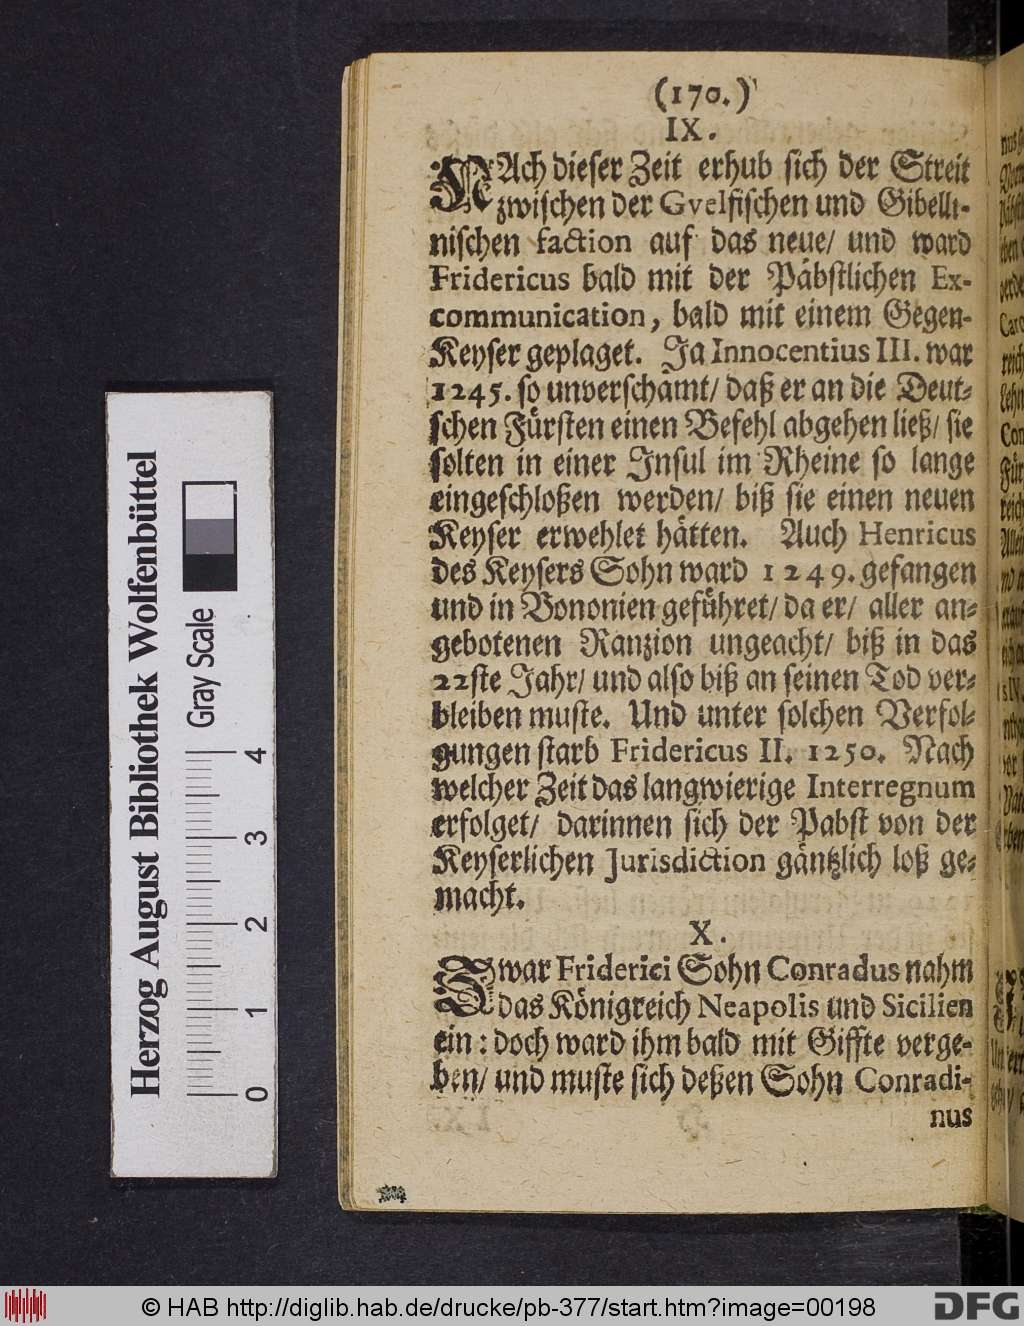 (170.)
IX.
NAch dieser Zeit erhub sich der Streit
zwischen der Gvelfischen und Gibelli-
nischen faction auf das neue/ und ward
Fridericus bald mit der Päbstlichen Ex-
communication, bald mit einem Gegen-
Keyser geplaget. Ja Innocentius III. war
1245. so unverschämt/ daß er an die Deut-
schen Fürsten einen Befehl abgehen ließ/ sie
solten in einer Insul im Rheine so lange
eingeschloßen werden/ biß sie einen neuen
Keyser erwehlet hätten. Auch Henricus
des Keysers Sohn ward 1249. gefangen
und in Bononien geführet/ da er/ aller an-
gebotenen Ranzion ungeacht/ biß in das
22ste Jahr/ und also biß an seinen Tod ver-
bleiben muste. Und unter solchen Verfol-
gungen starb Fridericus II. 1250. Nach
welcher Zeit das langwierige Interregnum
erfolget/ darinnen sich der Pabst von der
Keyserlichen Jurisdiction gäntzlich loß ge-
macht.
X.
Zwar Friderici Sohn Conradus nahm
das Königreich Neapolis und Sicilien
ein: doch ward ihm bald mit Giffte verge-
ben/ und muste sich deßen Sohn Conradi-
nus
Herzog August Bibliothek Wolfenbüttel
Gray Scale
0 1 2 3 4
© HAB http://diglib.hab.de/drucke/pb-377/start.htm?image=00198
DFG